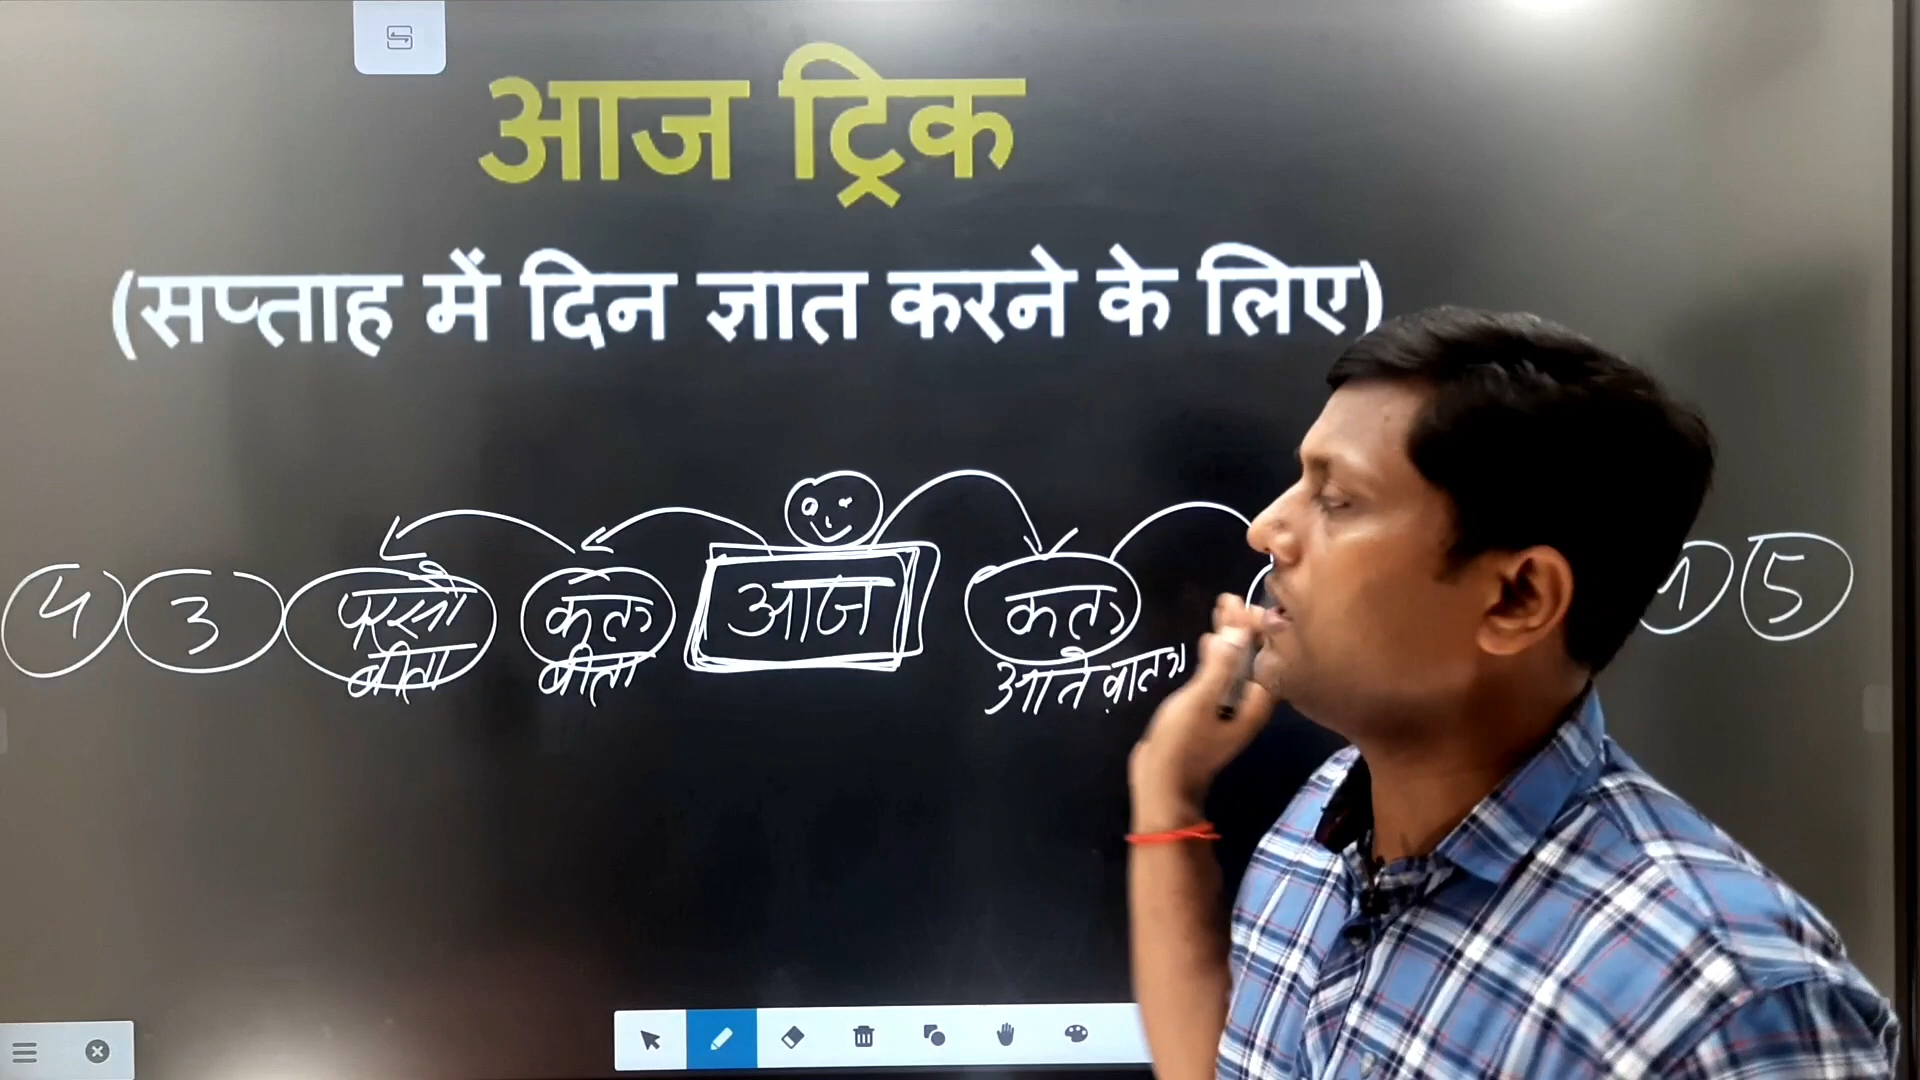 आज ट्रिक
(सप्ताह में दिन ज्ञात करने के लिए)
4 3 परसो कल आज कल 5
बीता बीता आने वाला